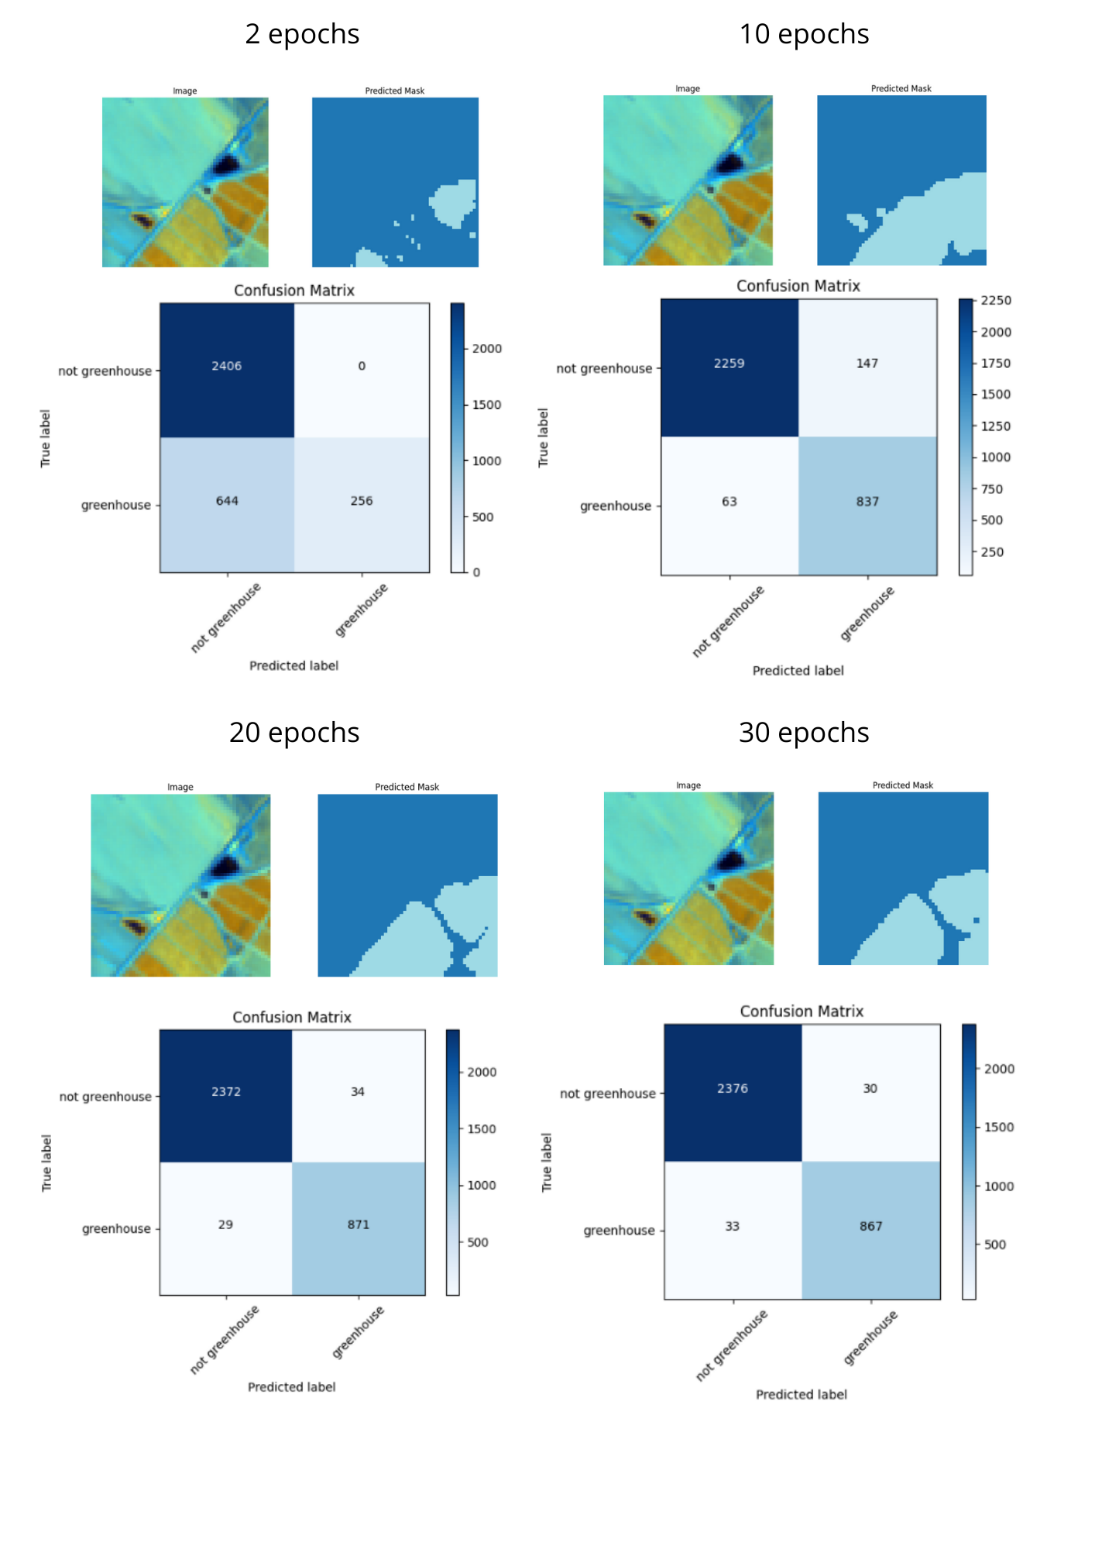 2 epochs
Image
Predicted Mask
Confusion Matrix
True label
not greenhouse
greenhouse
2406
0
644
256
2000
1500
1000
500
0
not greenhouse
greenhouse
Predicted label
10 epochs
Image
Predicted Mask
Confusion Matrix
True label
not greenhouse
greenhouse
2259
147
63
837
2250
2000
1750
1500
1250
1000
750
500
250
not greenhouse
greenhouse
Predicted label
20 epochs
Image
Predicted Mask
Confusion Matrix
True label
not greenhouse
greenhouse
2372
34
29
871
2000
1500
1000
500
not greenhouse
greenhouse
Predicted label
30 epochs
Image
Predicted Mask
Confusion Matrix
True label
not greenhouse
greenhouse
2376
30
33
867
2000
1500
1000
500
not greenhouse
greenhouse
Predicted label